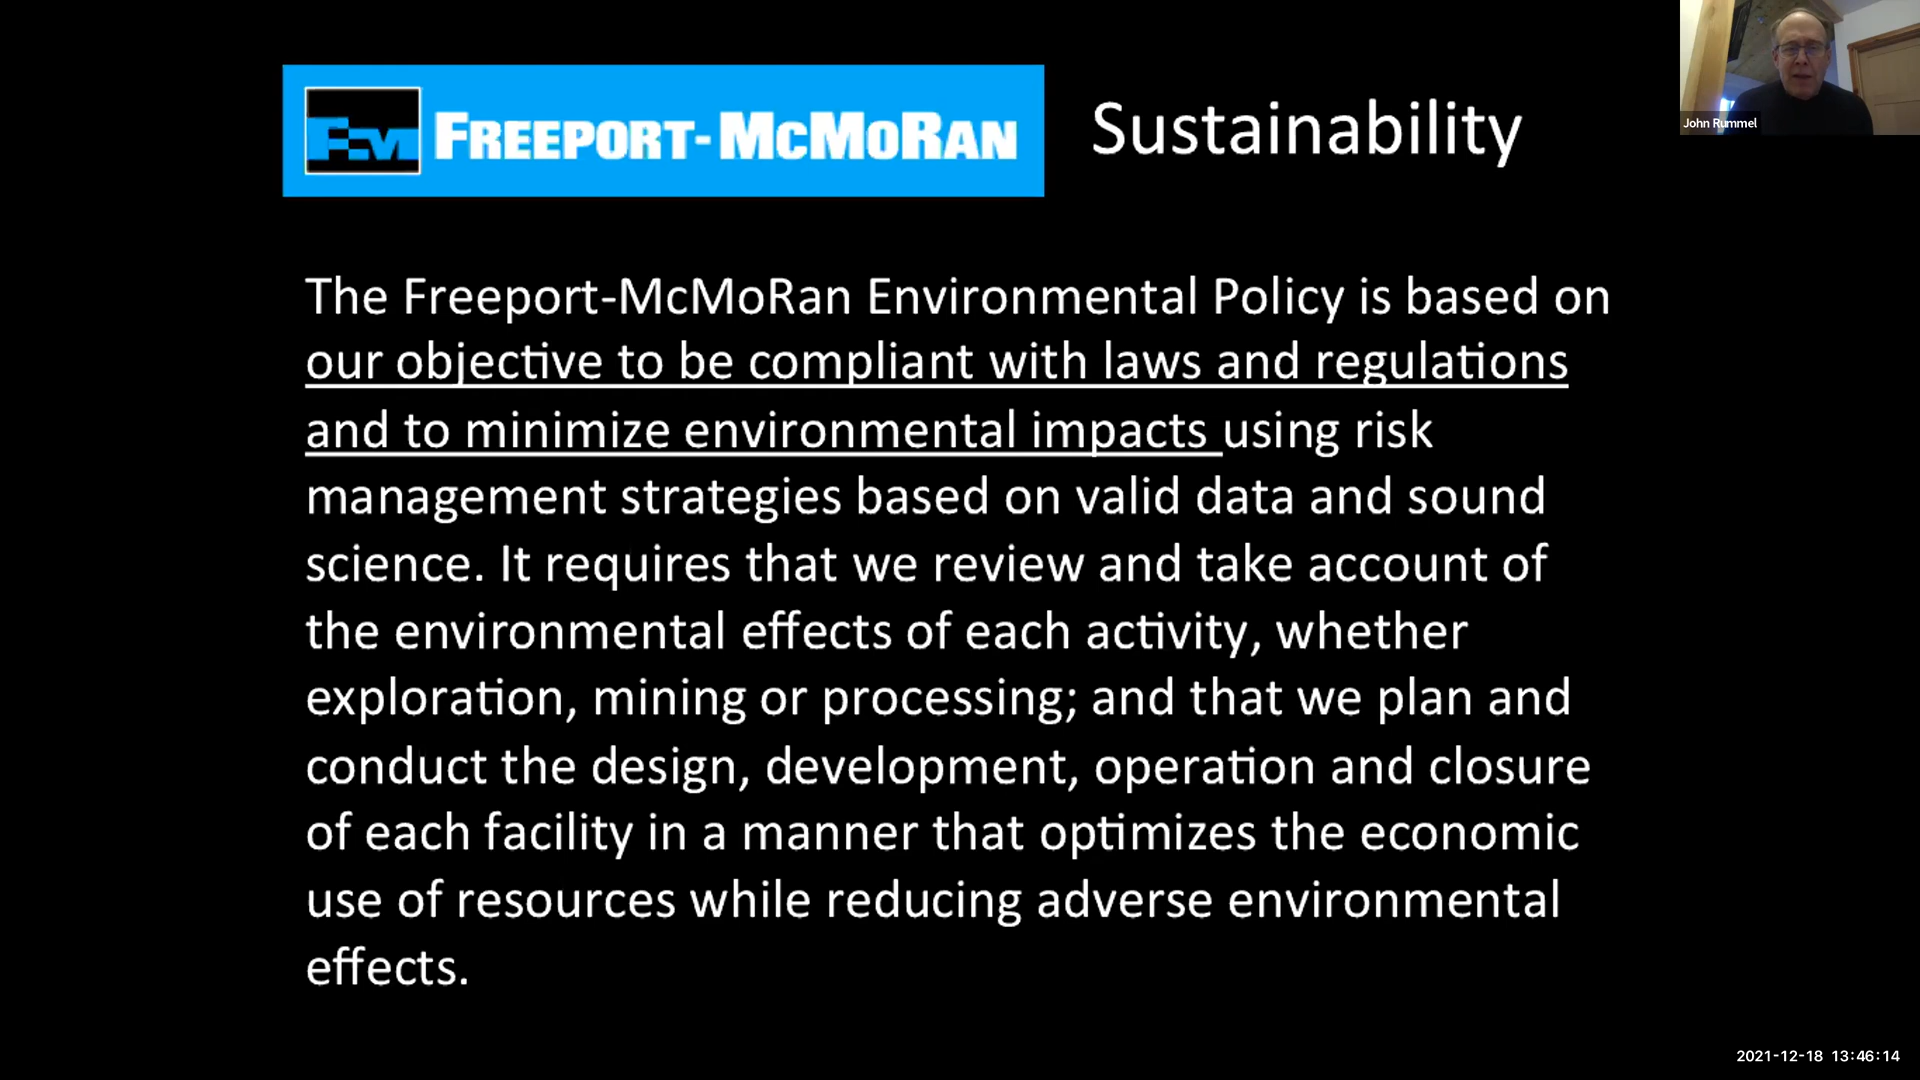 FCM FREEPORT-MCMORAN Sustainability
John Rummel
The Freeport-McMoRan Environmental Policy is based on
our objective to be compliant with laws and regulations
and to minimize environmental impacts using risk
management strategies based on valid data and sound
science. It requires that we review and take account of
the environmental effects of each activity, whether
exploration, mining or processing; and that we plan and
conduct the design, development, operation and closure
of each facility in a manner that optimizes the economic
use of resources while reducing adverse environmental
effects.
2021-12-18 13:46:14